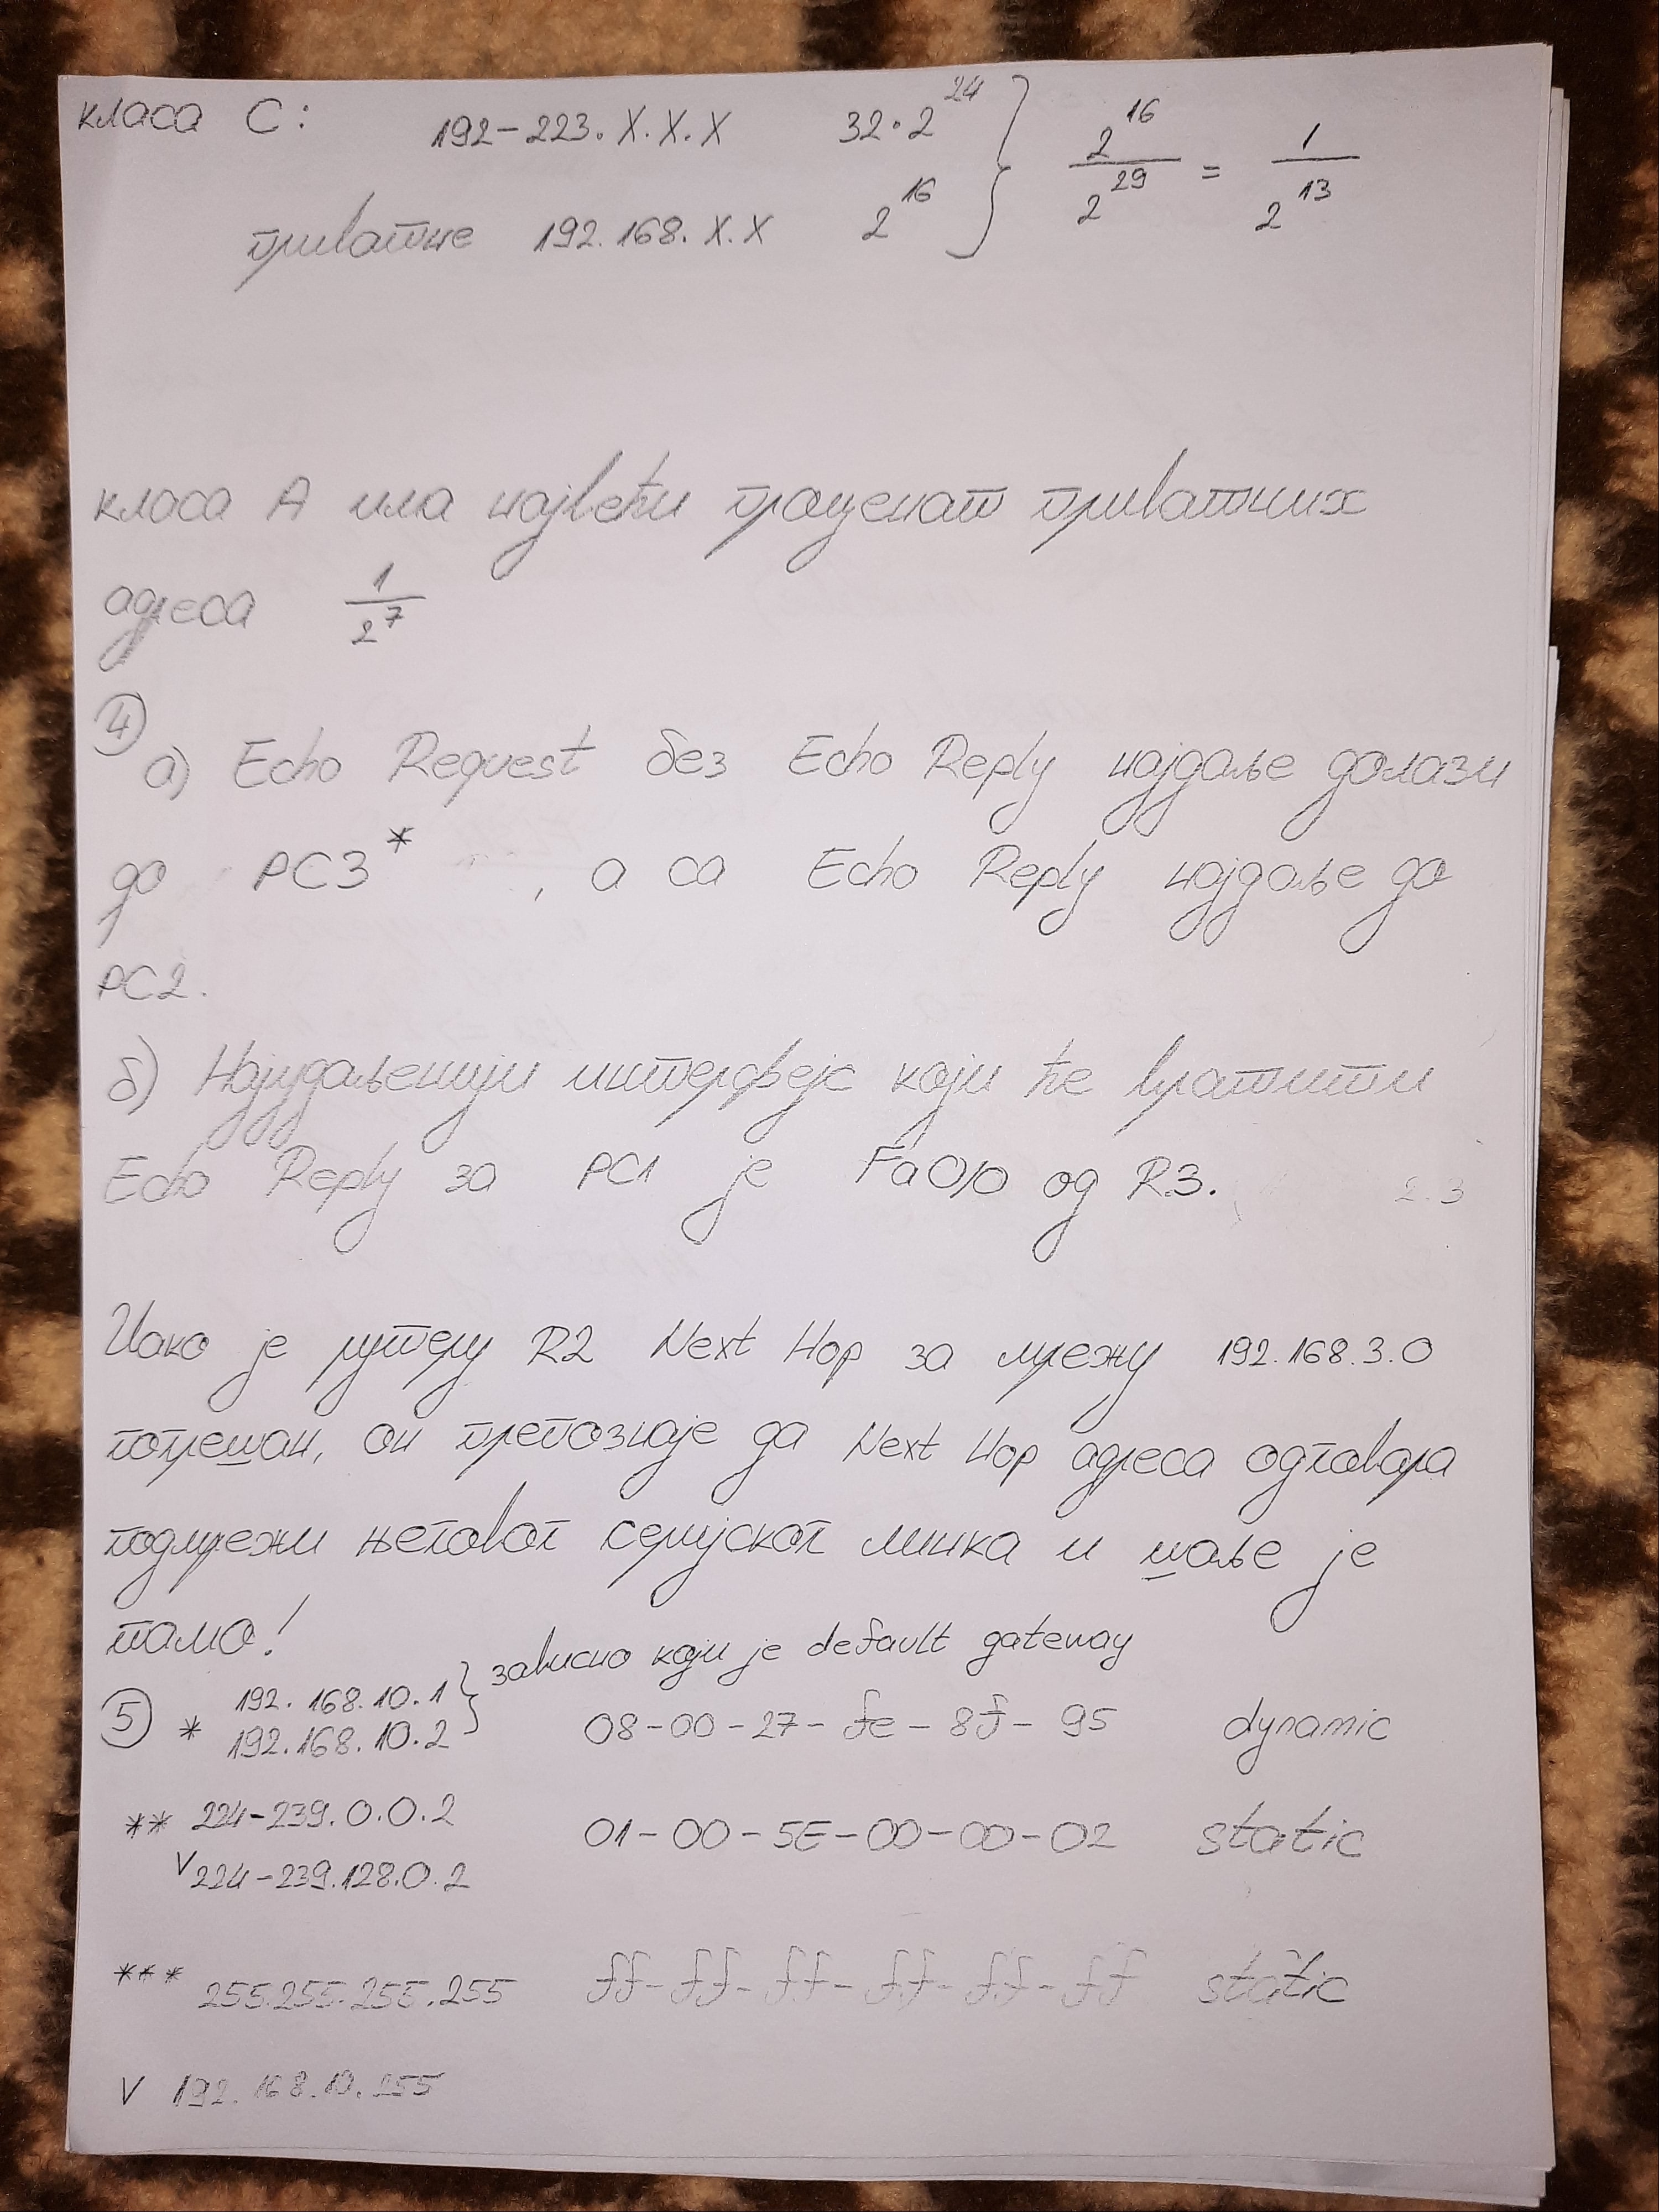 класа C: 192-223.X.X.X 32·2^24 } 2^16/2^29 = 1/2^13
приватне 192.168.X.X 2^16
класа А има највећи проценат приватних
адреса 1/2^7
④
а) Echo Request без Echo Reply најдаље долази
до PC3*, а са Echo Reply најдаље до
PC2.
б) Најудаљенији интерфејс који ће вратити
Echo Reply за PC1 је Fa0/0 од R3. 2.3
Иако је рутеру R2 Next Hop за мрежу 192.168.3.0
погрешан, он препознаје да Next Hop адреса одговара
подмрежи његовог серијског линка и шаље је
тамо!
зависно који је default gateway
⑤ * 192.168.10.1 }
192.168.10.2 08-00-27-fe-8f-95 dynamic
** 224-239.0.0.2 01-00-5E-00-00-02 static
V 224-239.128.0.2
*** 255.255.255.255 ff-ff-ff-ff-ff-ff static
V 192.168.10.255